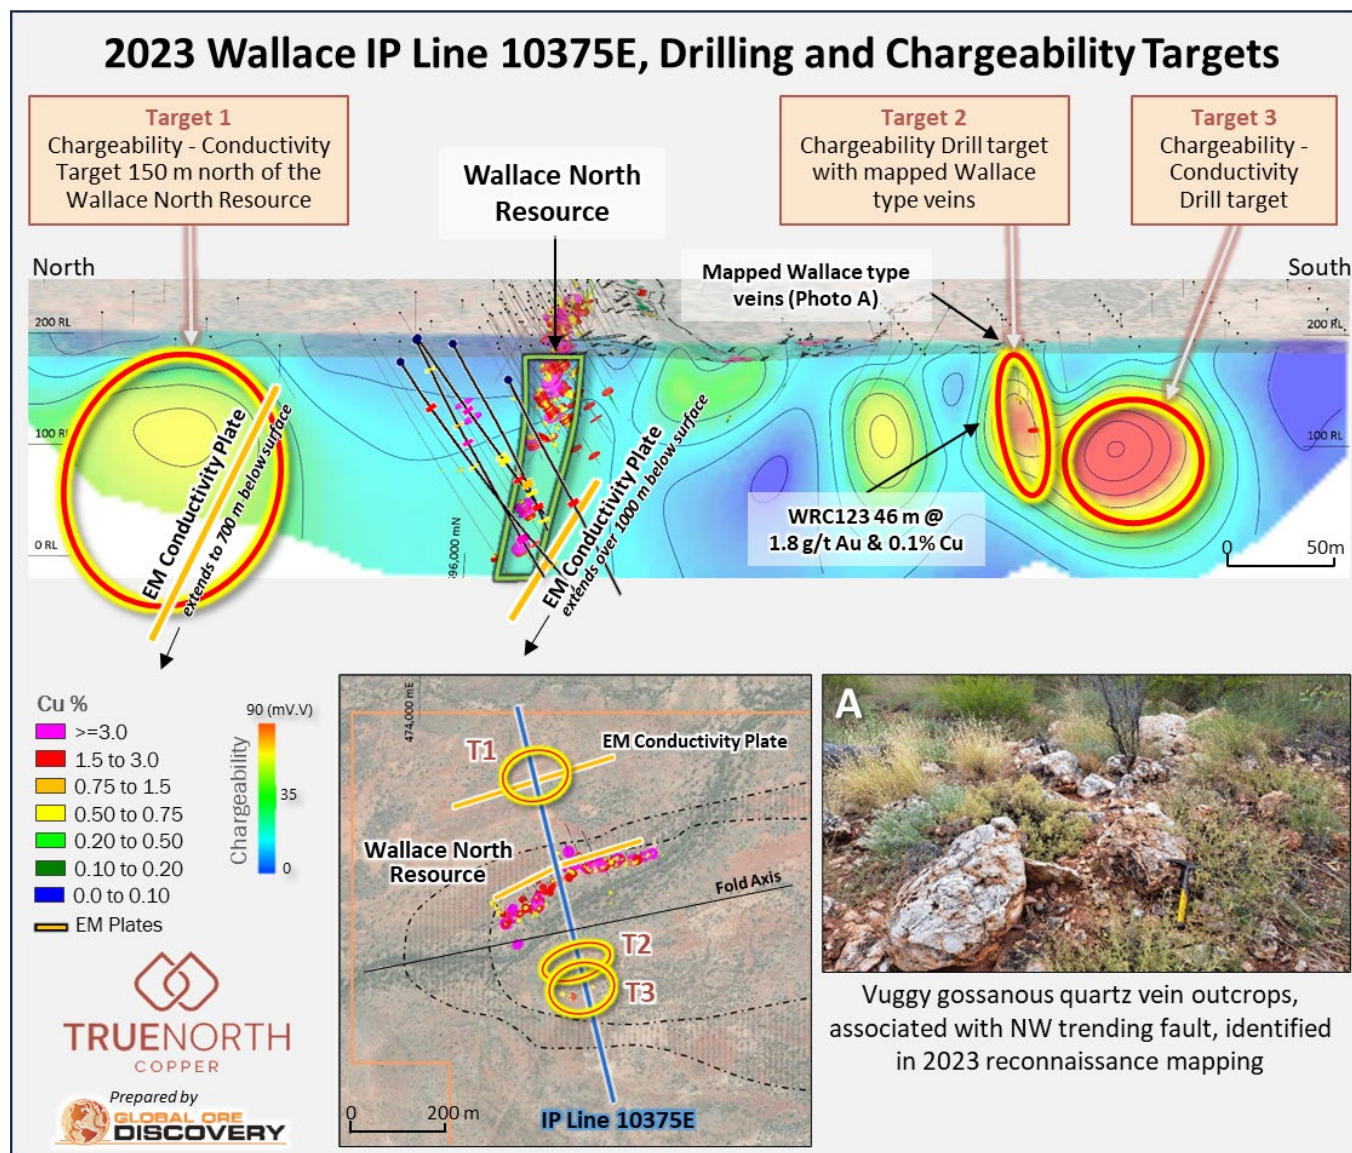 2023 Wallace IP Line 10375E, Drilling and Chargeability Targets
Target 1
Chargeability - Conductivity
Target 150 m north of the
Wallace North Resource
Wallace North
Resource
Target 2
Chargeability Drill target
with mapped Wallace
type veins
Target 3
Chargeability -
Conductivity
Drill target
North
South
Mapped Wallace type
veins (Photo A)
200 RL
200 RL
100 RL
100 RL
0 RL
EM Conductivity Plate
extends to 700 m below surface
EM Conductivity Plate
extends over 1000 m below surface
WRC123 46 m @
1.8 g/t Au & 0.1% Cu
0 50m
Cu %
>=3.0
1.5 to 3.0
0.75 to 1.5
0.50 to 0.75
0.20 to 0.50
0.10 to 0.20
0.0 to 0.10
EM Plates
90 (mV.V)
Chargeability
35
0
TRUENORTH
COPPER
Prepared by
GLOBAL ORE
DISCOVERY
474,000 mE
T1
EM Conductivity Plate
Wallace North
Resource
Fold Axis
T2
T3
0 200 m
IP Line 10375E
A
Vuggy gossanous quartz vein outcrops,
associated with NW trending fault, identified
in 2023 reconnaissance mapping